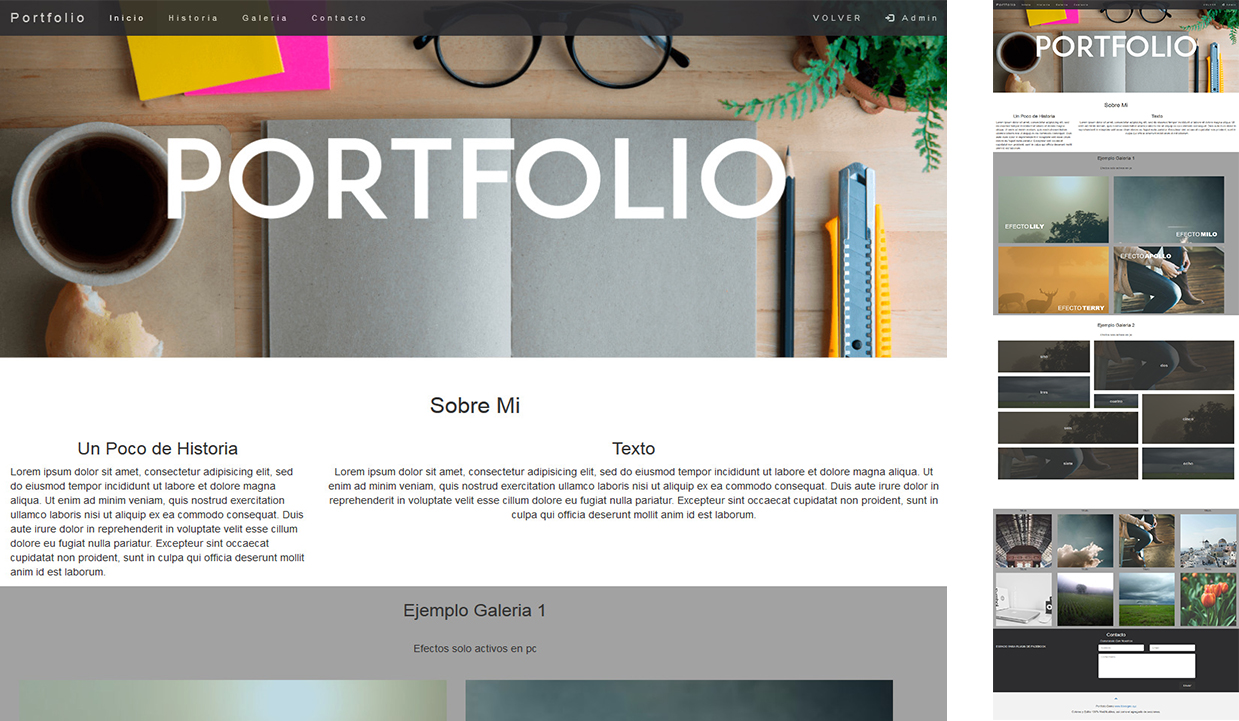 Portfolio Inicio Historia Galeria Contacto VOLVER Admin
PORTFOLIO
Sobre Mi
Un Poco de Historia
Lorem ipsum dolor sit amet, consectetur adipisicing elit, sed
do eiusmod tempor incididunt ut labore et dolore magna
aliqua. Ut enim ad minim veniam, quis nostrud exercitation
ullamco laboris nisi ut aliquip ex ea commodo consequat. Duis
aute irure dolor in reprehenderit in voluptate velit esse cillum
dolore eu fugiat nulla pariatur. Excepteur sint occaecat
cupidatat non proident, sunt in culpa qui officia deserunt mollit
anim id est laborum.
Texto
Lorem ipsum dolor sit amet, consectetur adipisicing elit, sed do eiusmod tempor incididunt ut labore et dolore magna aliqua. Ut
enim ad minim veniam, quis nostrud exercitation ullamco laboris nisi ut aliquip ex ea commodo consequat. Duis aute irure dolor in
reprehenderit in voluptate velit esse cillum dolore eu fugiat nulla pariatur. Excepteur sint occaecat cupidatat non proident, sunt in
culpa qui officia deserunt mollit anim id est laborum.
Ejemplo Galeria 1
Efectos solo activos en pc
PORTFOLIO
Sobre Mi
Un Poco de Historia
Texto
Ejemplo Galeria 1
EFECTO LILY
EFECTO MILO
EFECTO APOLLO
EFECTO TERRY
Ejemplo Galeria 2
Contacto